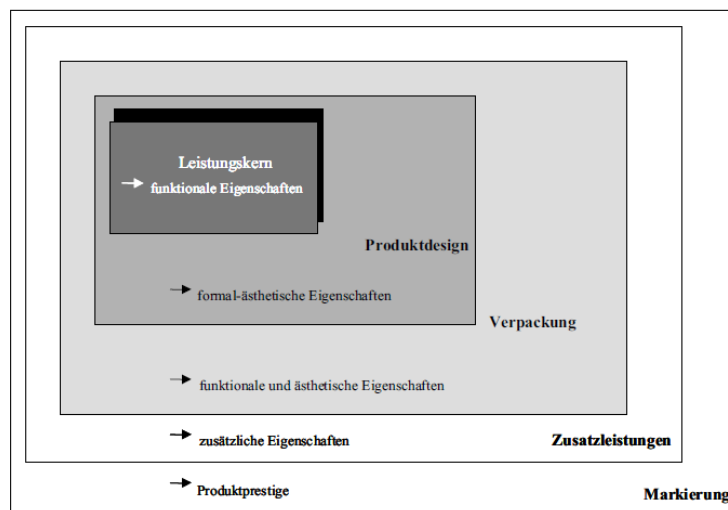 Leistungskern
funktionale Eigenschaften
Produktdesign
formal-ästhetische Eigenschaften
Verpackung
funktionale und ästhetische Eigenschaften
zusätzliche Eigenschaften
Zusatzleistungen
Produktprestige
Markierung